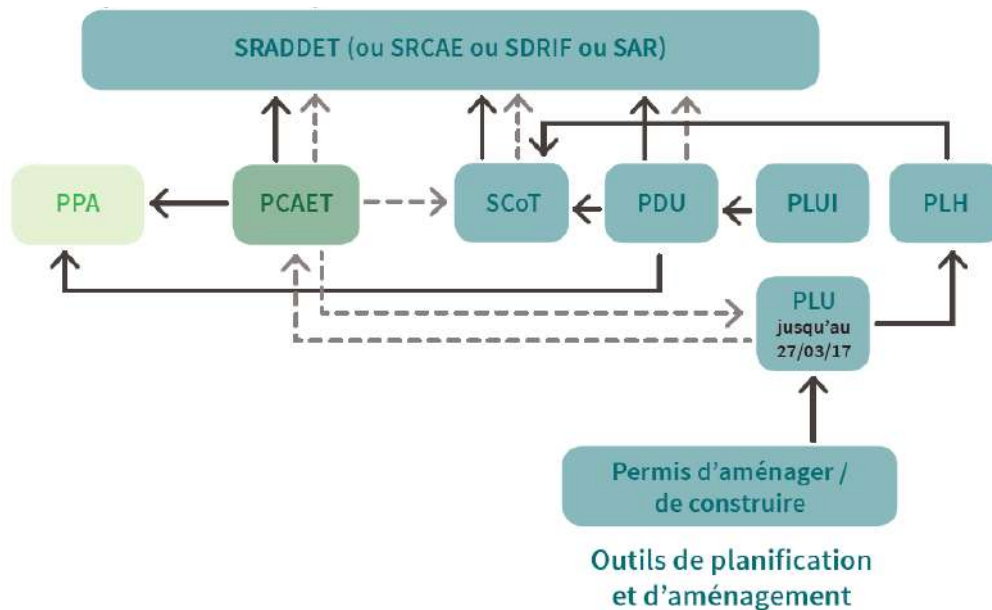 SRADDET (ou SRCAE ou SDRIF ou SAR)
PPA
PCAET
SCoT
PDU
PLUI
PLH
PLU
jusqu'au
27/03/17
Permis d'aménager /
de construire
Outils de planification
et d'aménagement